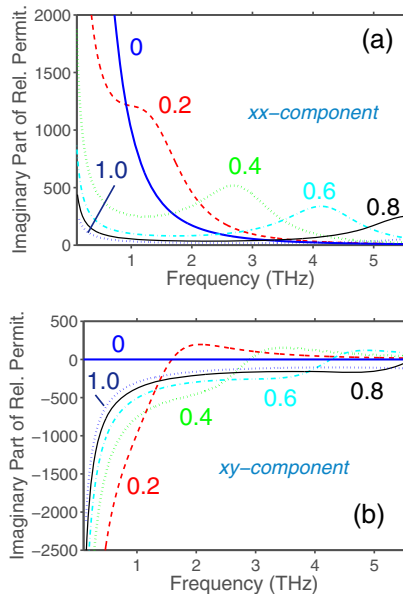 (a)
2000
1500
1000
500
0
Imaginary Part of Rel. Permit.
0
0.2
xx-component
0.4
1.0
0.6
0.8
1 2 3 4 5
Frequency (THz)
500
0
-500
-1000
-1500
-2000
-2500
Imaginary Part of Rel. Permit.
0
1.0
0.4
0.6
0.8
0.2
xy-component
(b)
1 2 3 4 5
Frequency (THz)